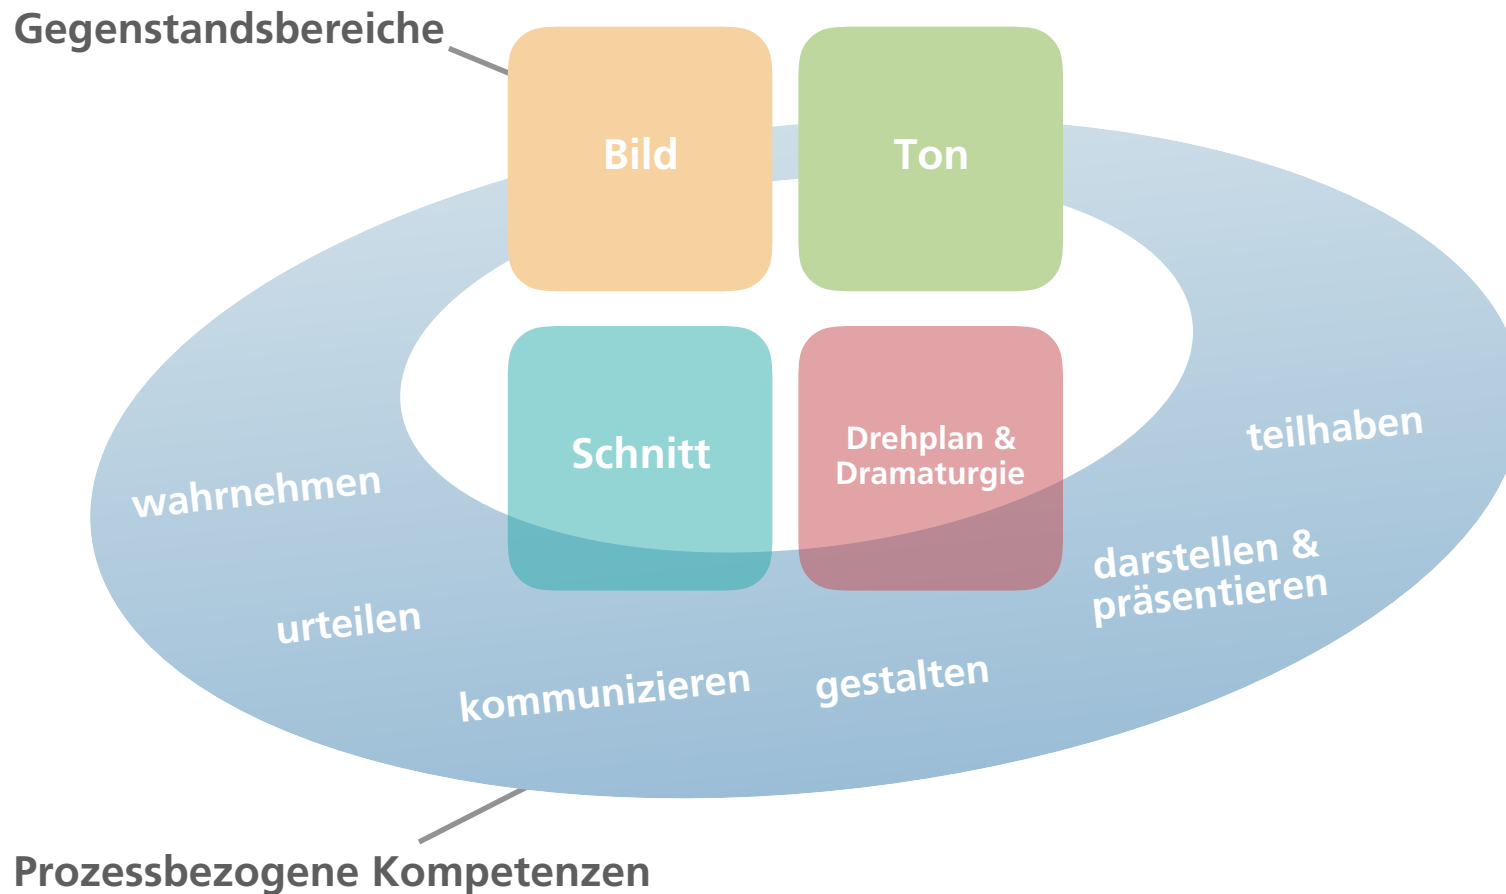 Gegenstandsbereiche
Bild
Ton
Schnitt
Drehplan &
Dramaturgie
wahrnehmen
urteilen
kommunizieren
gestalten
darstellen &
präsentieren
teilhaben
Prozessbezogene Kompetenzen